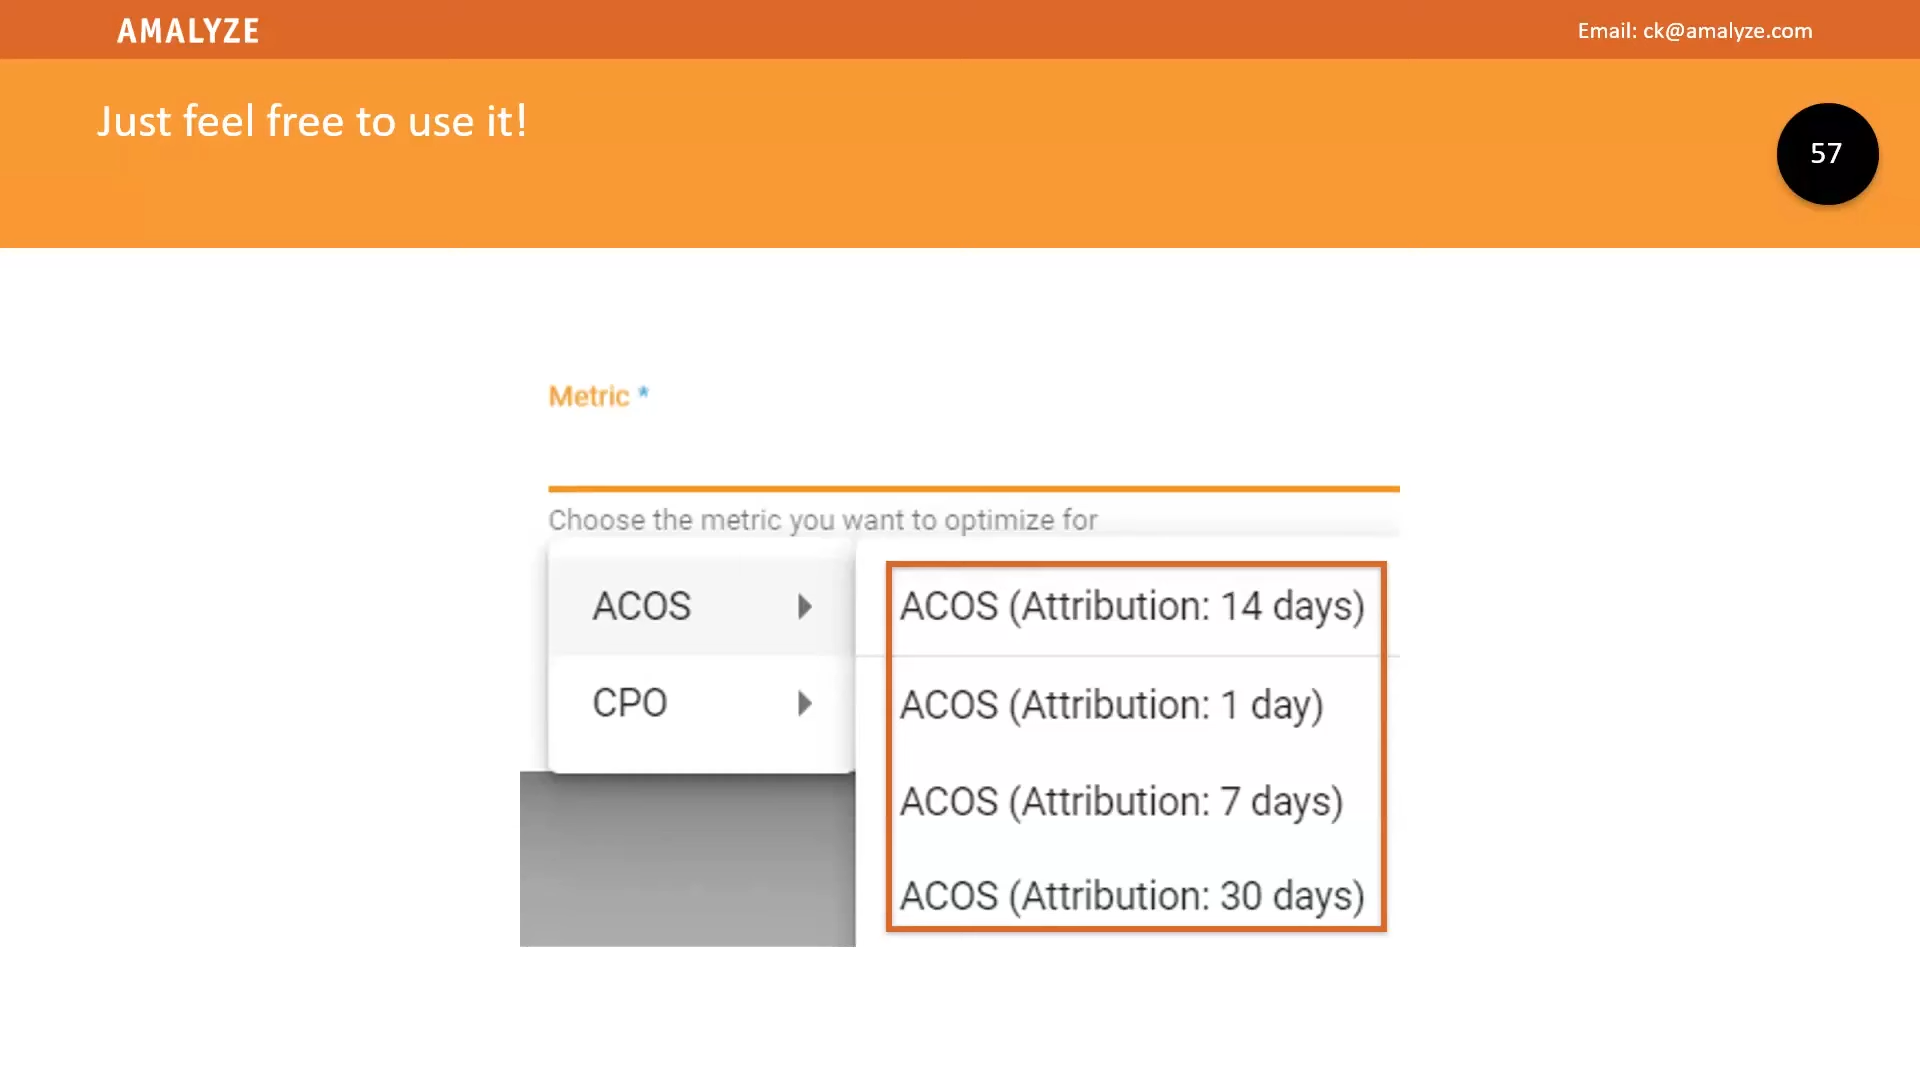 AMALYZE
Email: ck@amalyze.com
Just feel free to use it!
57
Metric *
Choose the metric you want to optimize for
ACOS
ACOS (Attribution: 14 days)
CPO
ACOS (Attribution: 1 day)
ACOS (Attribution: 7 days)
ACOS (Attribution: 30 days)